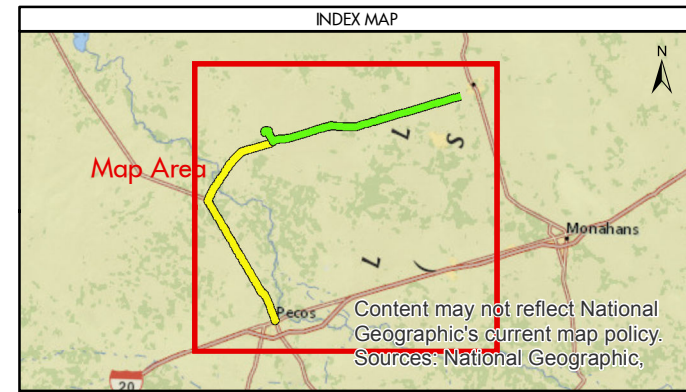 INDEX MAP
N
Map Area
L
S
Monahans
L
Pecos
Content may not reflect National
Geographic's current map policy.
Sources: National Geographic,
20